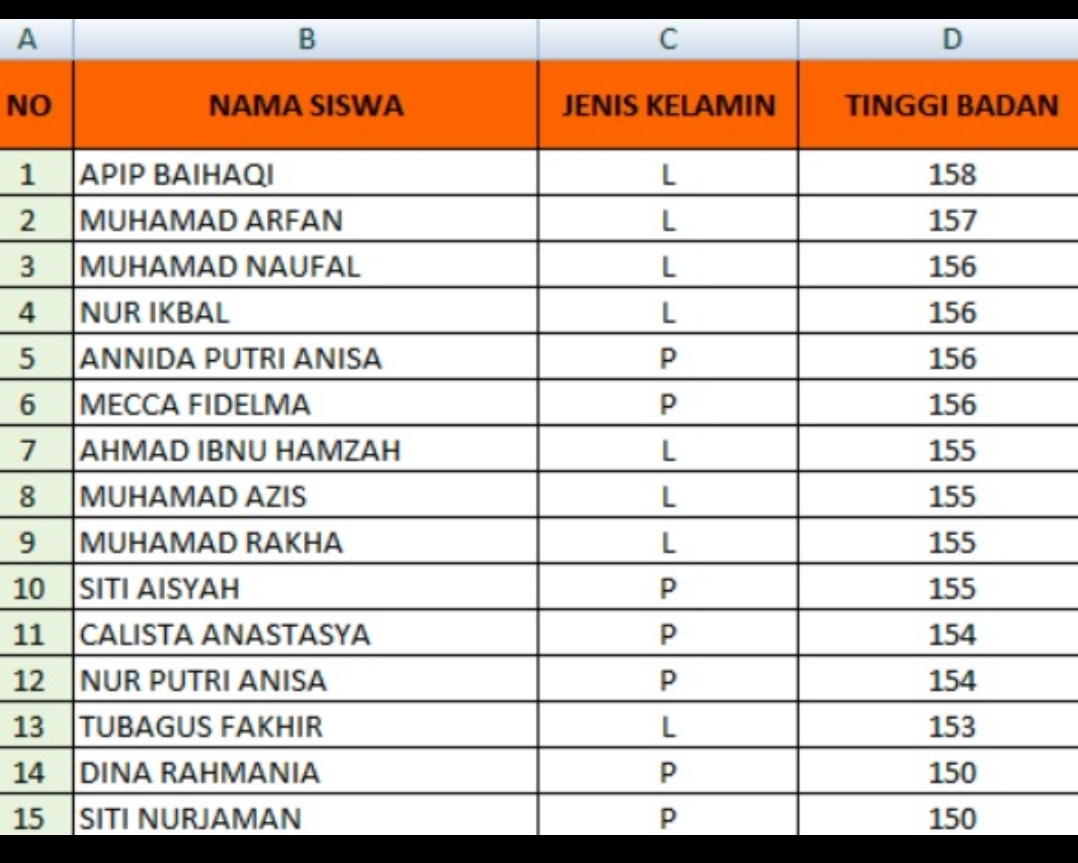 A B C D
NO NAMA SISWA JENIS KELAMIN TINGGI BADAN
1 APIP BAIHAQI L 158
2 MUHAMAD ARFAN L 157
3 MUHAMAD NAUFAL L 156
4 NUR IKBAL L 156
5 ANNIDA PUTRI ANISA P 156
6 MECCA FIDELMA P 156
7 AHMAD IBNU HAMZAH L 155
8 MUHAMAD AZIS L 155
9 MUHAMAD RAKHA L 155
10 SITI AISYAH P 155
11 CALISTA ANASTASYA P 154
12 NUR PUTRI ANISA P 154
13 TUBAGUS FAKHIR L 153
14 DINA RAHMANIA P 150
15 SITI NURJAMAN P 150